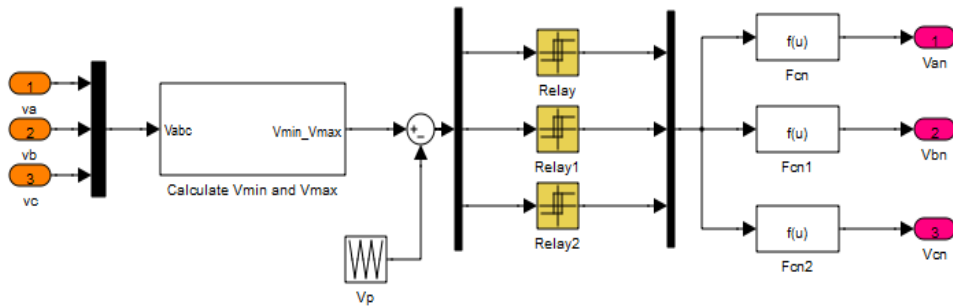 1
va
2
vb
3
vc
Vabc
Vmin_Vmax
Calculate Vmin and Vmax
+
−
Vp
Relay
Relay1
Relay2
f(u)
Fcn
f(u)
Fcn1
f(u)
Fcn2
1
Van
2
Vbn
3
Vcn